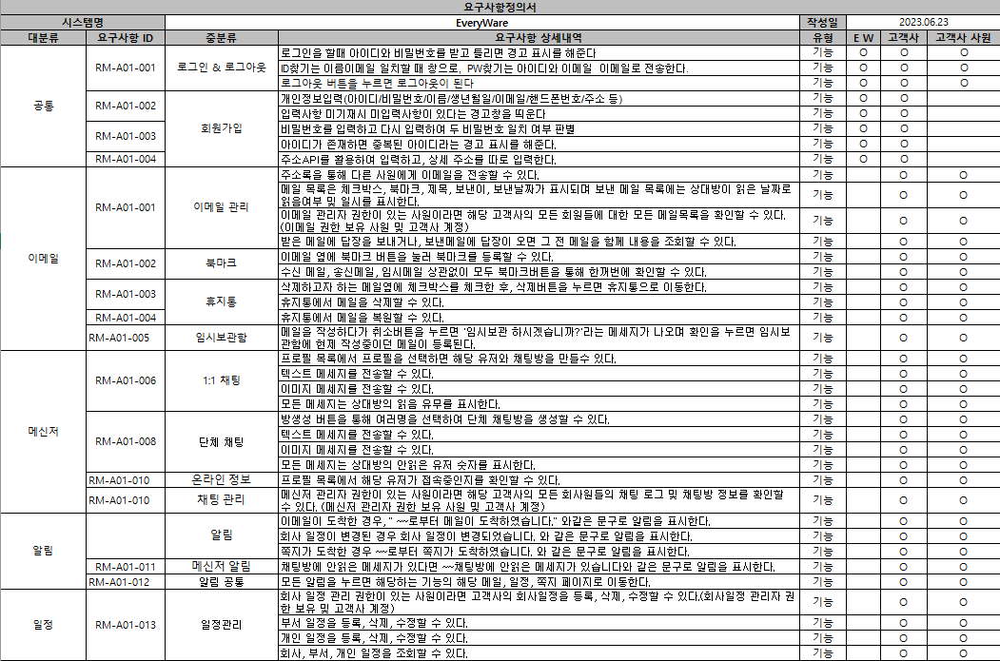 요구사항정의서
시스템명 EveryWare 작성일 2023.06.23
대분류 요구사항 ID 중분류 요구사항 상세내역 유형 E W 고객사 고객사 사원
공통 RM-A01-001 로그인 & 로그아웃 로그인을 할때 아이디와 비밀번호를 받고 틀리면 경고 표시를 해준다 기능 O O O
ID찾기는 이름이메일 일치할 때 창으로, PW찾기는 아이디와 이메일 이메일로 전송한다. 기능 O O O
로그아웃 버튼을 누르면 로그아웃이 된다 기능 O O O
RM-A01-002 회원가입 개인정보입력(아이디/비밀번호/이름/생년월일/이메일/핸드폰번호/주소 등) 기능 O O
입력사항 미기재시 미입력사항이 있다는 경고창을 띄운다 기능 O O
RM-A01-003 비밀번호를 입력하고 다시 입력하여 두 비밀번호 일치 여부 판별 기능 O O
아이디가 존재하면 중복된 아이디라는 경고 표시를 해준다. 기능 O O
RM-A01-004 주소API를 활용하여 입력하고, 상세 주소를 따로 입력한다. 기능 O O
이메일 RM-A01-001 이메일 관리 주소록을 통해 다른 사원에게 이메일을 전송할 수 있다. 기능 O O
메일 목록은 체크박스, 북마크, 제목, 보낸이, 보낸날짜가 표시되며 보낸 메일 목록에는 상대방이 읽은 날짜로
읽음여부 및 일시를 표시한다. 기능 O O
이메일 관리자 권한이 있는 사원이라면 해당 고객사의 모든 회원들에 대한 모든 메일목록을 확인할 수 있다.
(이메일 권한 보유 사원 및 고객사 계정) 기능 O O
받은 메일에 답장을 보내거나, 보낸메일에 답장이 오면 그 전 메일을 함께 내용을 조회할 수 있다. 기능 O O
RM-A01-002 북마크 이메일 옆에 북마크 버튼을 눌러 북마크를 등록할 수 있다. 기능 O O
수신 메일, 송신메일, 임시메일 상관없이 모두 북마크버튼을 통해 한꺼번에 확인할 수 있다. 기능 O O
RM-A01-003 휴지통 삭제하고자 하는 메일옆에 체크박스를 체크한 후, 삭제버튼을 누르면 휴지통으로 이동한다. 기능 O O
휴지통에서 메일을 삭제할 수 있다. 기능 O O
RM-A01-004 휴지통에서 메일을 복원할 수 있다. 기능 O O
RM-A01-005 임시보관함 메일을 작성하다가 취소버튼을 누르면 '임시보관 하시겠습니까?'라는 메세지가 나오며 확인을 누르면 임시보
관함에 현재 작성중이던 메일이 등록된다. 기능 O O
메신저 RM-A01-006 1:1 채팅 프로필 목록에서 프로필을 선택하면 해당 유저와 채팅방을 만들수 있다. 기능 O O
텍스트 메세지를 전송할 수 있다. 기능 O O
이미지 메세지를 전송할 수 있다. 기능 O O
모든 메세지는 상대방의 읽음 유무를 표시한다. 기능 O O
RM-A01-008 단체 채팅 방생성 버튼을 통해 여러명을 선택하여 단체 채팅방을 생성할 수 있다. 기능 O O
텍스트 메세지를 전송할 수 있다. 기능 O O
이미지 메세지를 전송할 수 있다. 기능 O O
모든 메세지는 상대방의 안읽은 유저 숫자를 표시한다. 기능 O O
RM-A01-010 온라인 정보 프로필 목록에서 해당 유저가 접속중인지를 확인할 수 있다. 기능 O O
RM-A01-010 채팅 관리 메신저 관리자 권한이 있는 사원이라면 해당 고객사의 모든 회사원들의 채팅 로그 및 채팅방 정보를 확인할
수 있다. (메신저 관리자 권한 보유 사원 및 고객사 계정) 기능 O O
알림 알림 이메일이 도착한 경우, " ~~로부터 메일이 도착하였습니다." 와같은 문구로 알림을 표시한다. 기능 O O
회사 일정이 변경된 경우 회사 일정이 변경되었습니다. 와 같은 문구로 알림을 표시한다. 기능 O O
쪽지가 도착한 경우 ~~로부터 쪽지가 도착하였습니다. 와 같은 문구로 알림을 표시한다. 기능 O O
RM-A01-011 메신저 알림 채팅방에 안읽은 메세지가 있다면 ~~채팅방에 안읽은 메세지가 있습니다와 같은 문구로 알림을 표시한다. 기능 O O
RM-A01-012 알림 공통 모든 알림을 누르면 해당하는 기능의 해당 메일, 일정, 쪽지 페이지로 이동한다. 기능 O O
일정 RM-A01-013 일정관리 회사 일정 관리 권한이 있는 사원이라면 고객사의 회사일정을 등록, 삭제, 수정할 수 있다.(회사일정 관리자 권
한 보유 및 고객사 계정) 기능 O O
부서 일정을 등록, 삭제, 수정할 수 있다. 기능 O O
개인 일정을 등록, 삭제, 수정할 수 있다. 기능 O O
회사, 부서, 개인 일정을 조회할 수 있다. 기능 O O